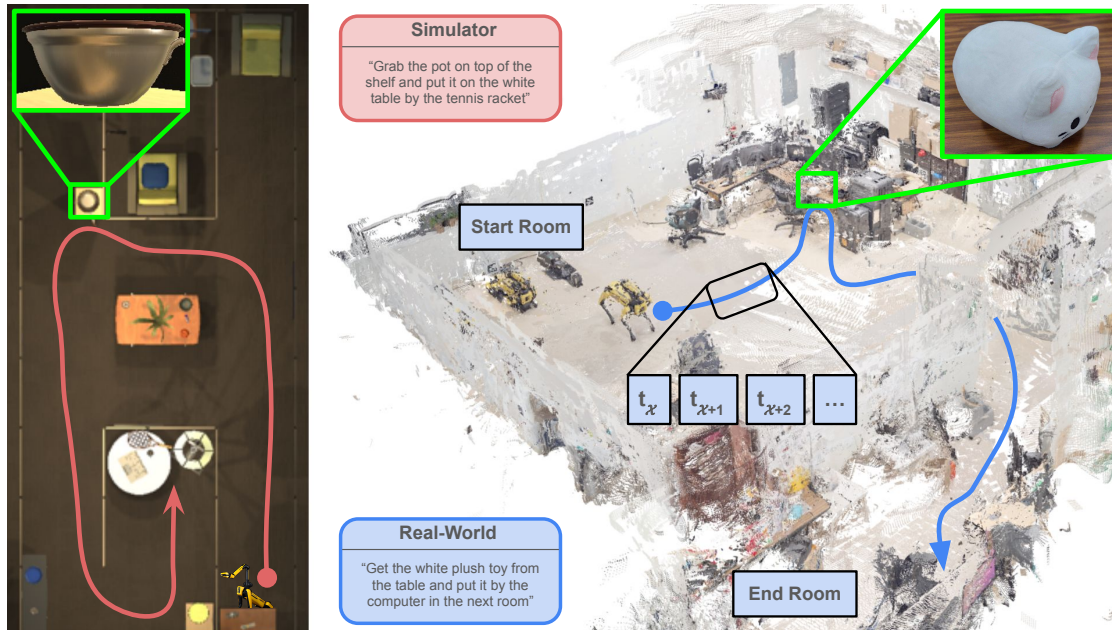 Simulator
“Grab the pot on top of the
shelf and put it on the white
table by the tennis racket”
Start Room
t𝓍
t𝓍+1
t𝓍+2
...
Real-World
“Get the white plush toy from
the table and put it by the
computer in the next room”
End Room